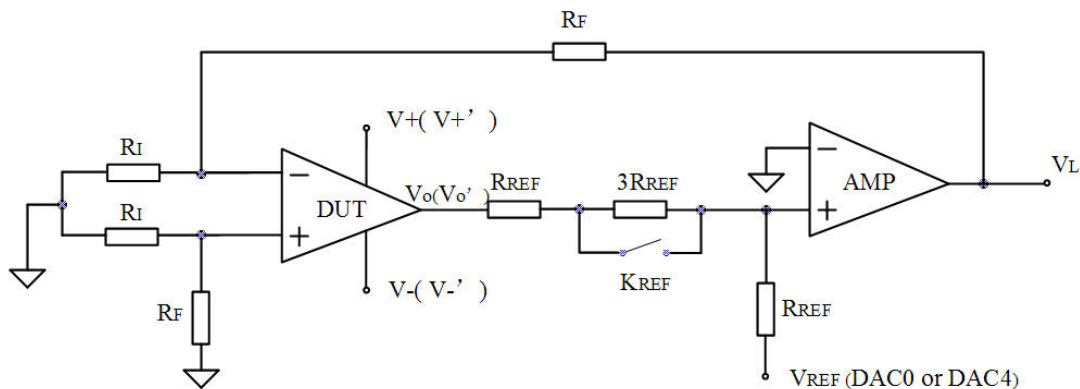 RF
V+( V+’ )
RI
DUT
Vo(Vo’ )
RREF
3RREF
AMP
VL
RI
KREF
V-( V-’ )
RF
RREF
VREF (DAC0 or DAC4)